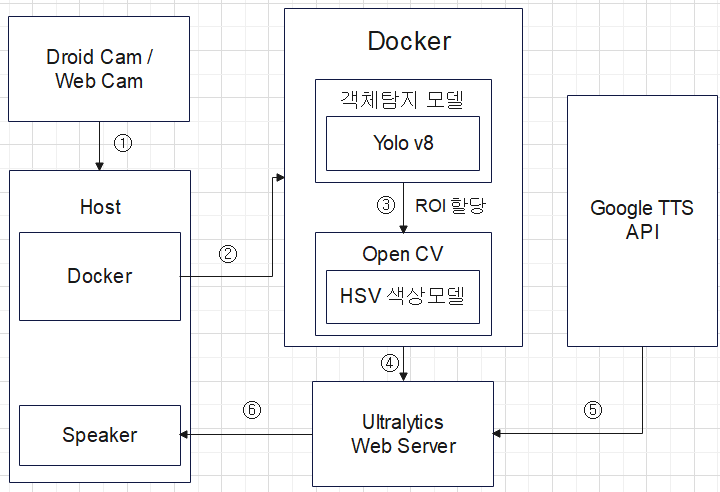 Droid Cam /
Web Cam
①
Host
Docker
②
Docker
객체탐지 모델
Yolo v8
③
ROI 할당
Open CV
HSV 색상모델
④
Google TTS
API
⑤
Ultralytics
Web Server
⑥
Speaker